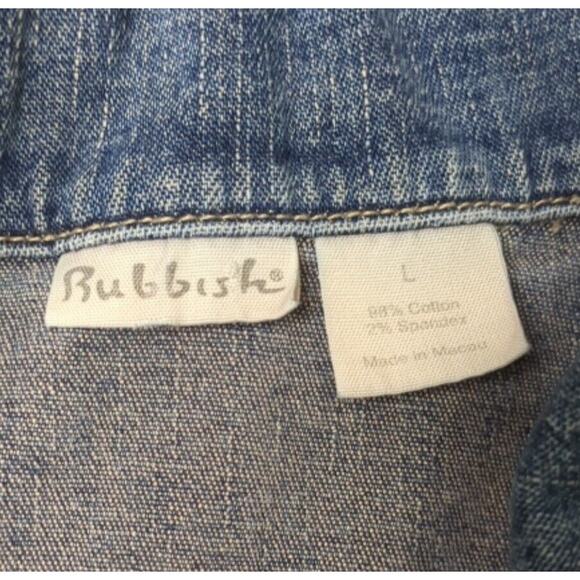 Rubbish®
L
98% Cotton
2% Spandex
Made in Macau